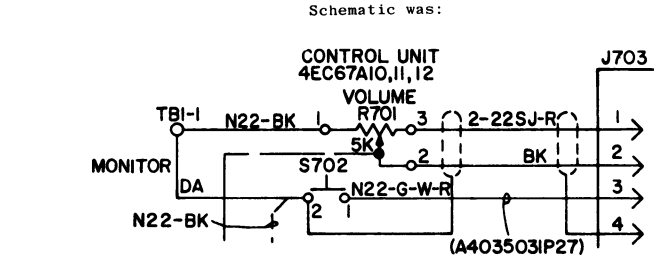 Schematic was:
CONTROL UNIT
4EC67A10,11,12
J703
VOLUME
R701
TB1-1
N22-BK
1
3
2-22SJ-R
1
5K
2
BK
2
MONITOR
S702
DA
N22-G-W-R
3
2
1
N22-BK
4
(A4035031P27)